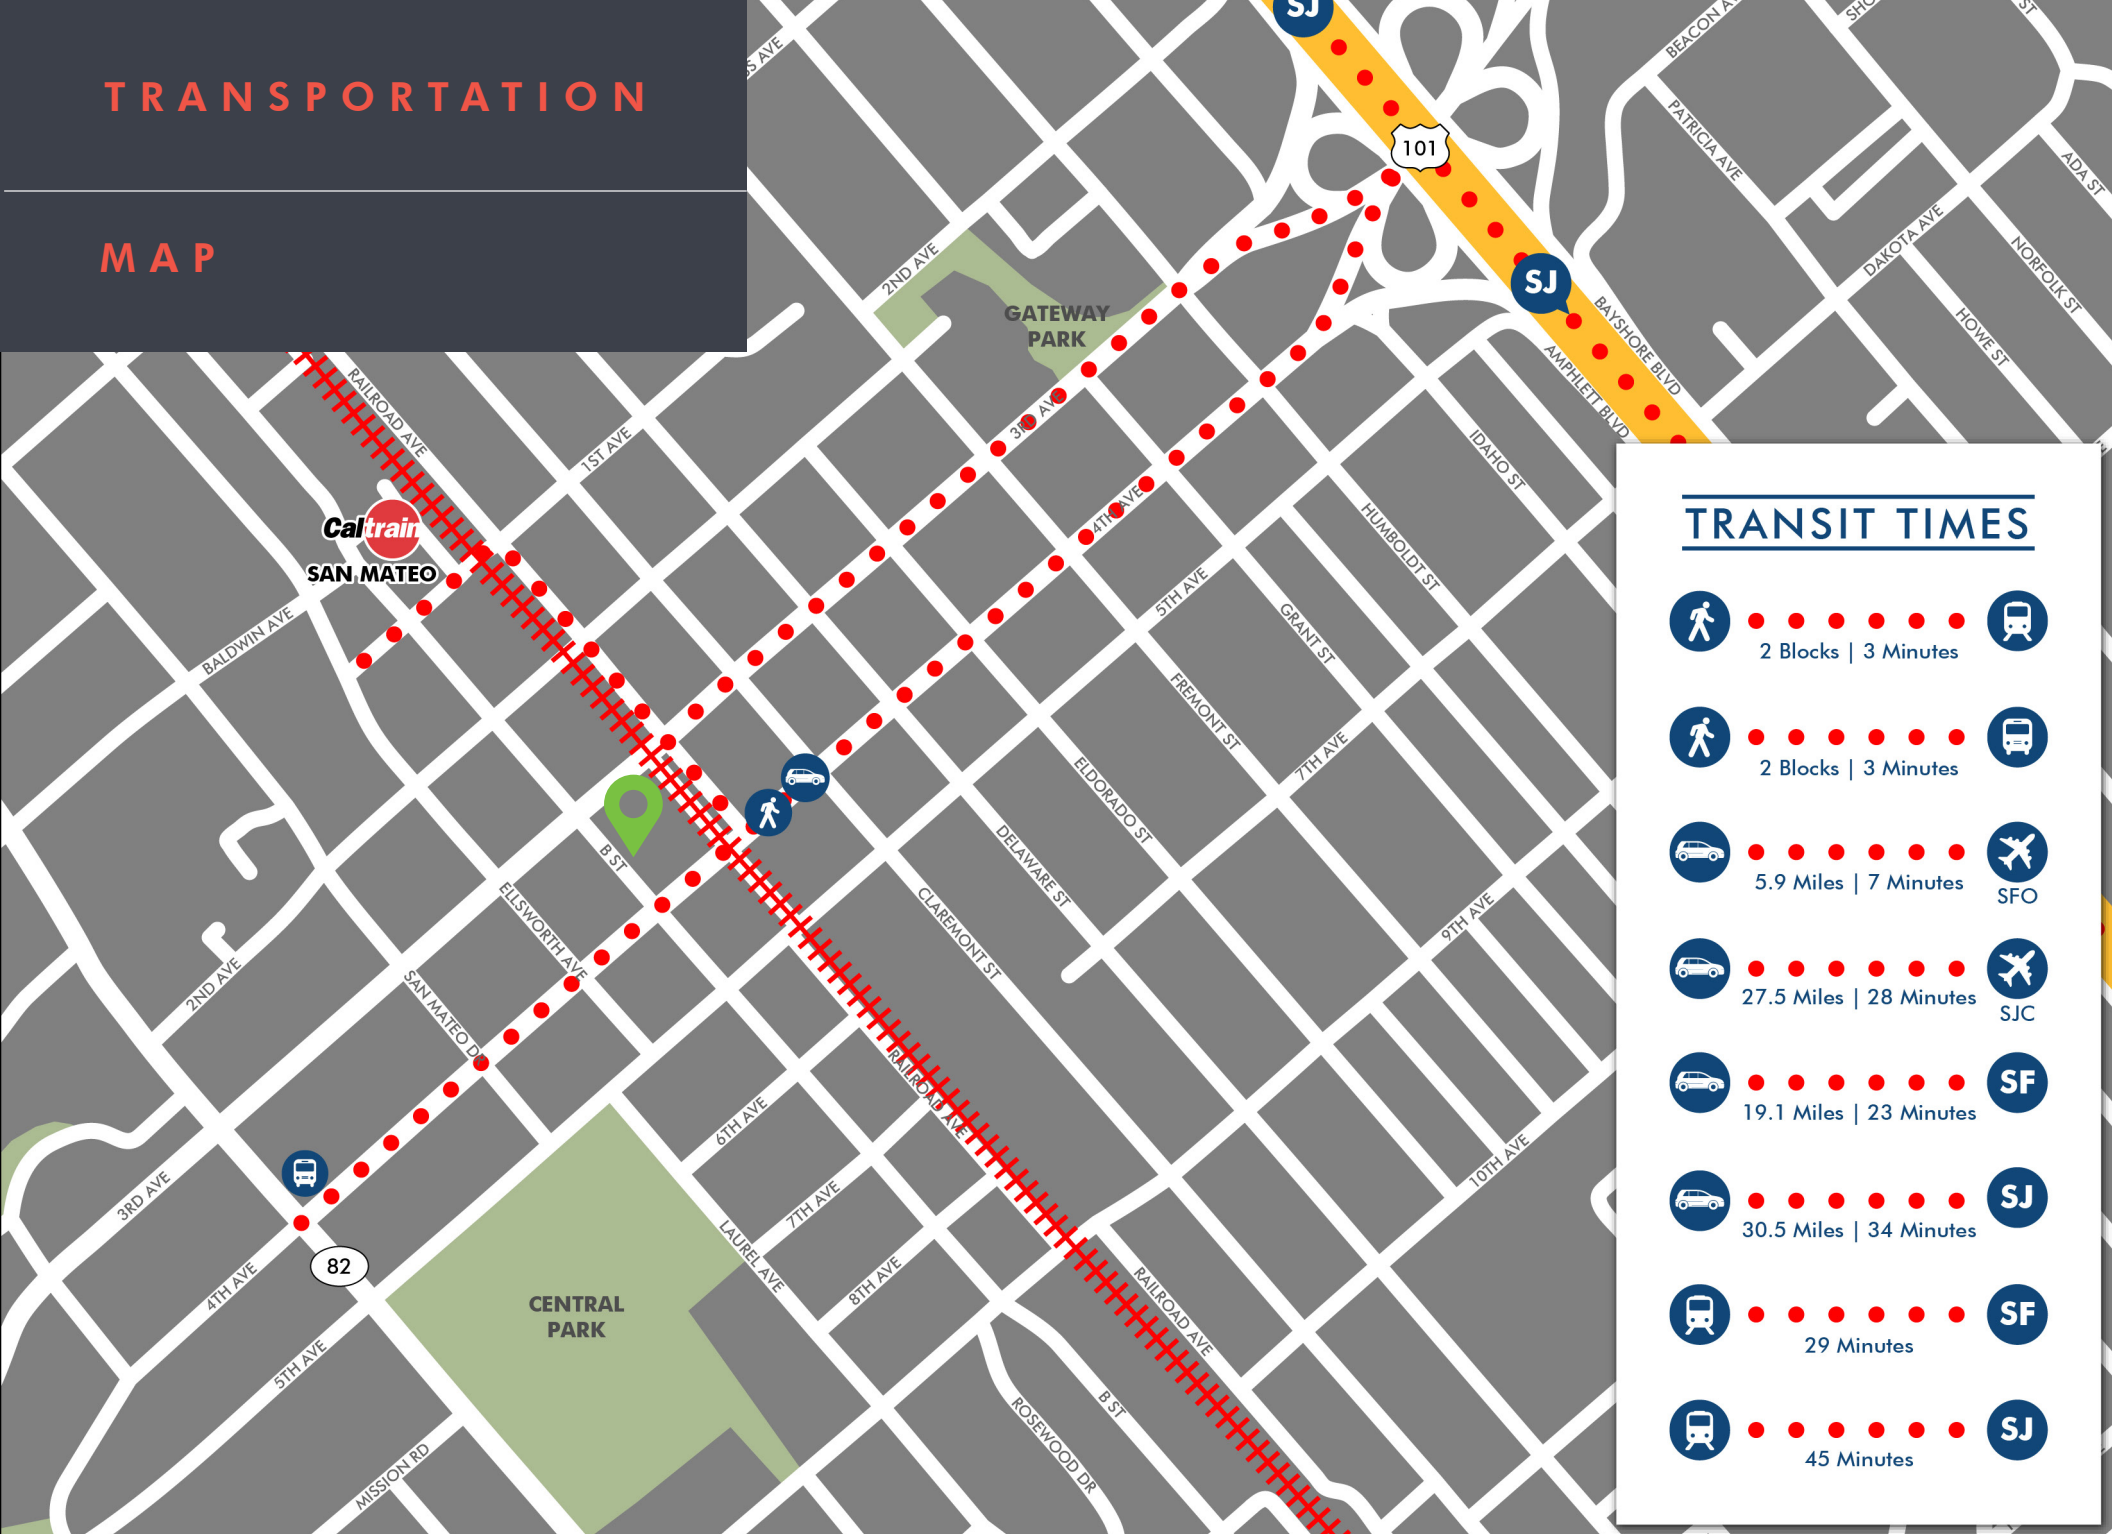 TRANSPORTATION
MAP
SJ
101
SJ
BEACON A
PATRICIA AVE
ST
ADA ST
DAKOTA AVE
NORFOLK ST
HOWE ST
BAYSHORE BLVD
AMPHLETT BLVD
2ND AVE
GATEWAY
PARK
RAILROAD AVE
1ST AVE
3RD AVE
4TH AVE
IDAHO ST
HUMBOLDT ST
Caltrain
SAN MATEO
BALDWIN AVE
5TH AVE
GRANT ST
FREMONT ST
7TH AVE
ELDORADO ST
DELAWARE ST
B ST
ELLSWORTH AVE
CLAREMONT ST
9TH AVE
2ND AVE
SAN MATEO DR
RAILROAD AVE
6TH AVE
10TH AVE
3RD AVE
7TH AVE
LAUREL AVE
82
4TH AVE
8TH AVE
RAILROAD AVE
CENTRAL
PARK
5TH AVE
B ST
ROSEWOOD DR
MISSION RD
TRANSIT TIMES
2 Blocks | 3 Minutes
2 Blocks | 3 Minutes
5.9 Miles | 7 Minutes
SFO
27.5 Miles | 28 Minutes
SJC
SF
19.1 Miles | 23 Minutes
SJ
30.5 Miles | 34 Minutes
SF
29 Minutes
SJ
45 Minutes